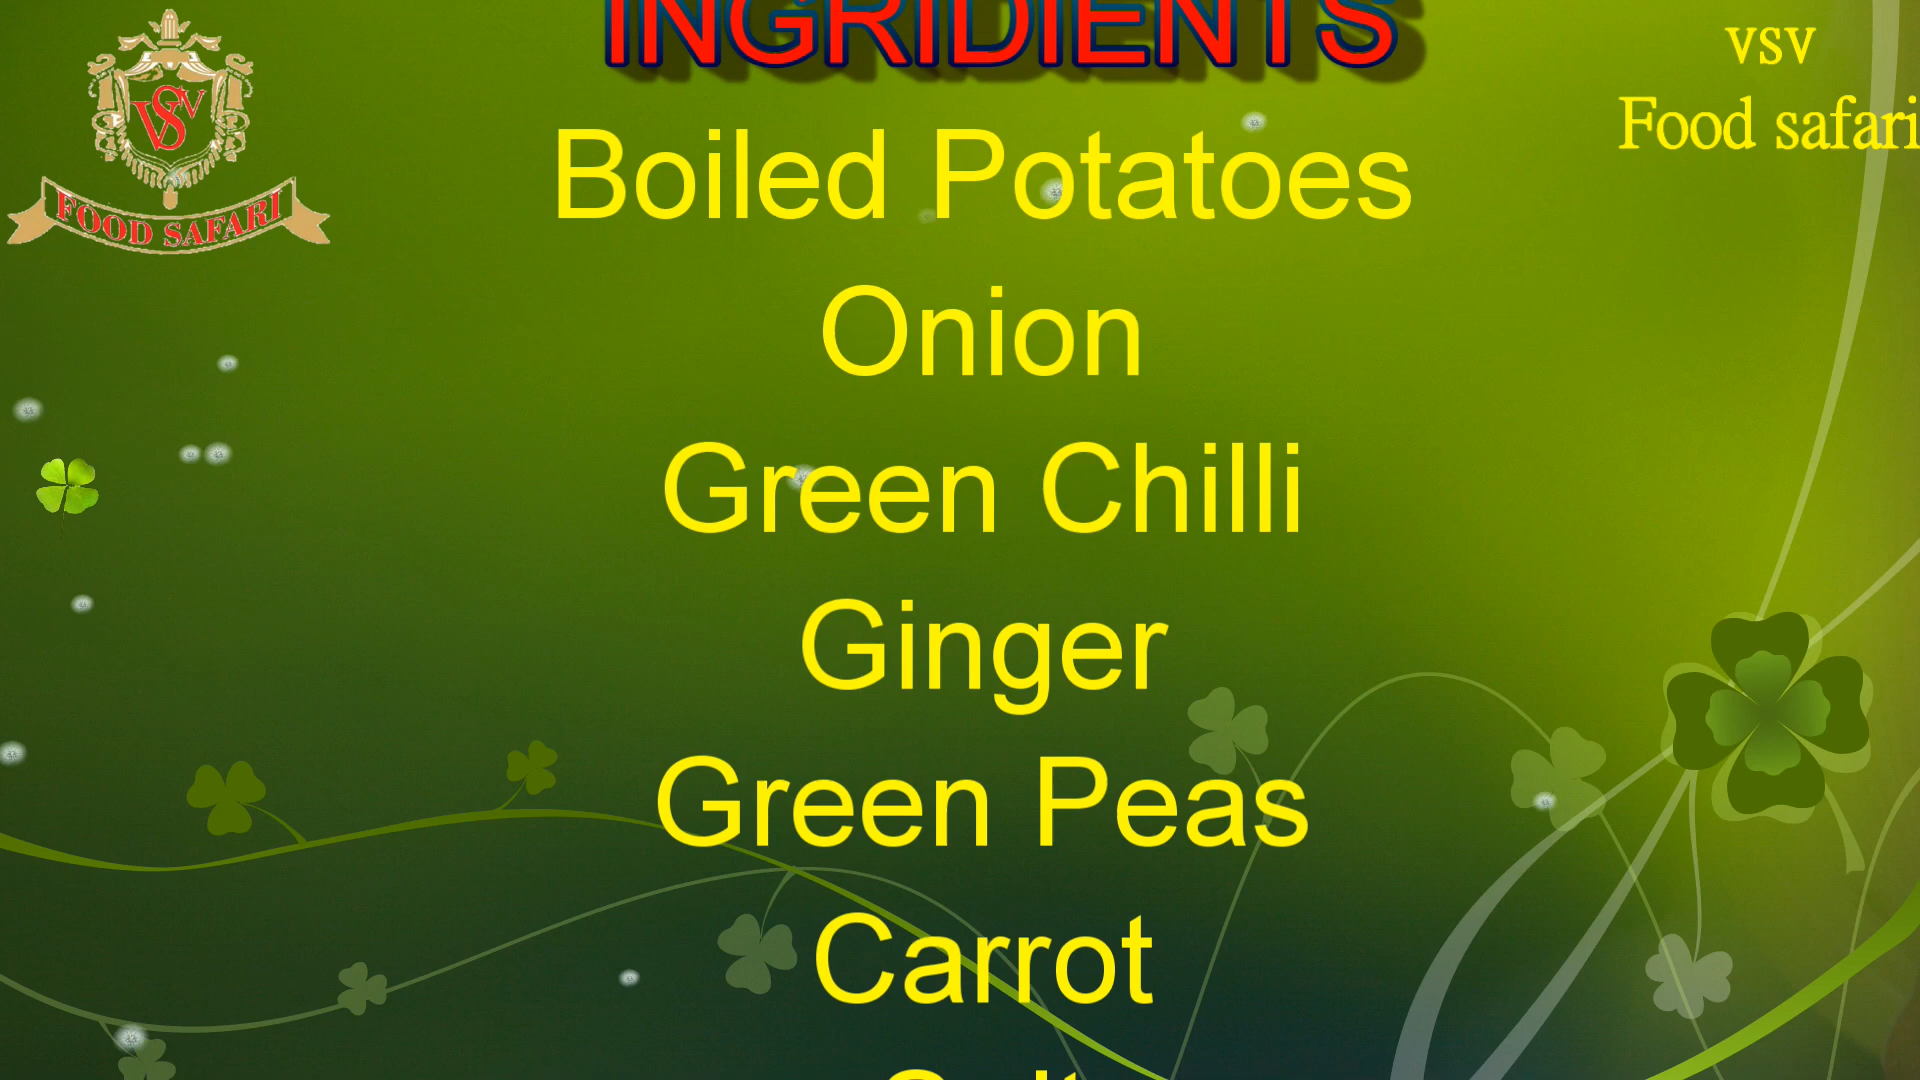 INGRIDIENTS
VSV
FOOD SAFARI
vsv
Food safari
Boiled Potatoes
Onion
Green Chilli
Ginger
Green Peas
Carrot